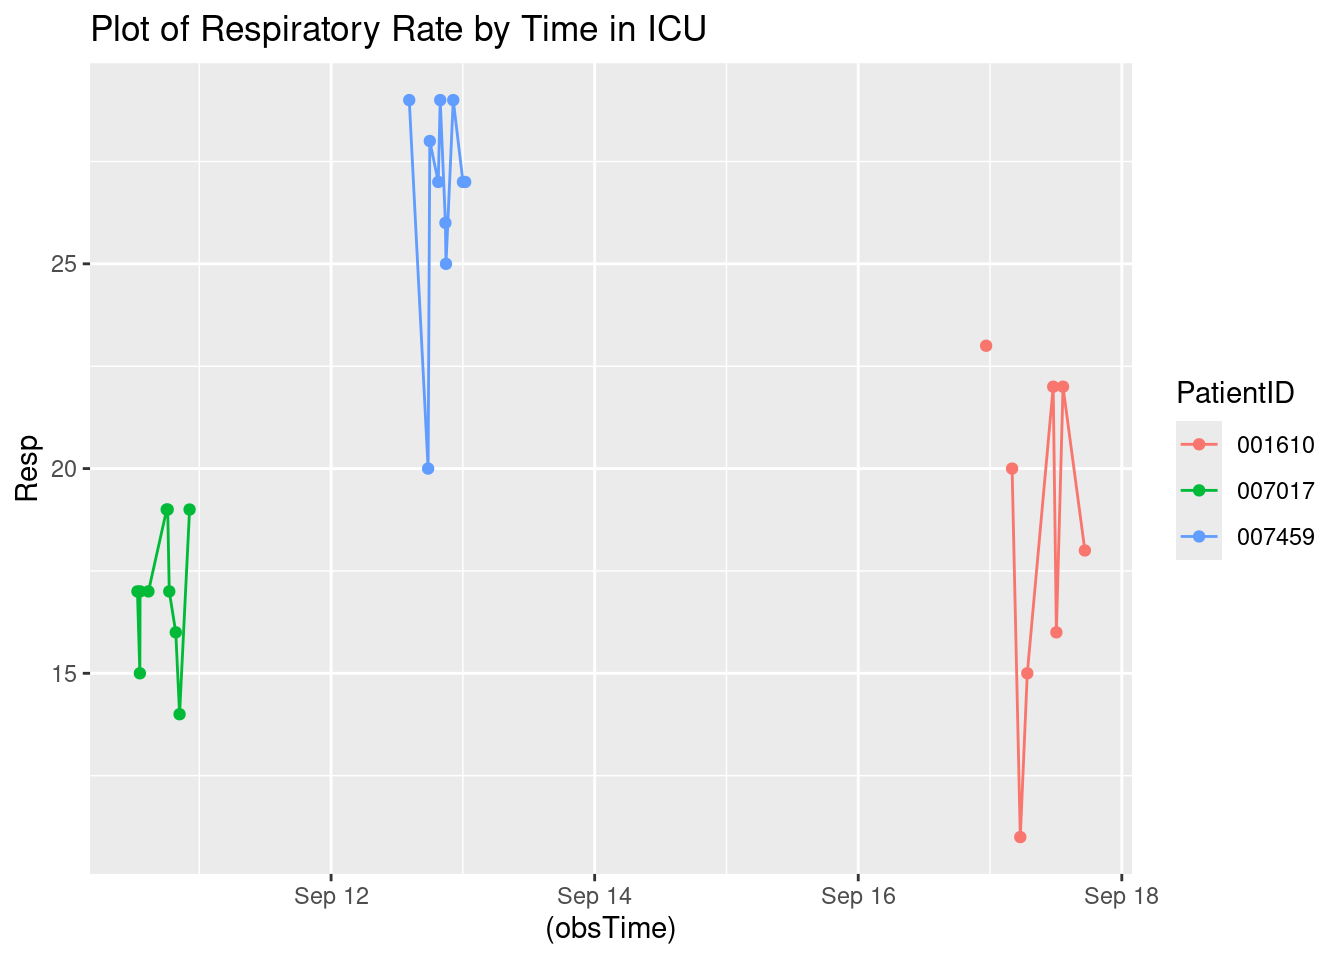 Plot of Respiratory Rate by Time in ICU
Resp
25
20
15
Sep 12
Sep 14
Sep 16
Sep 18
(obsTime)
PatientID
001610
007017
007459